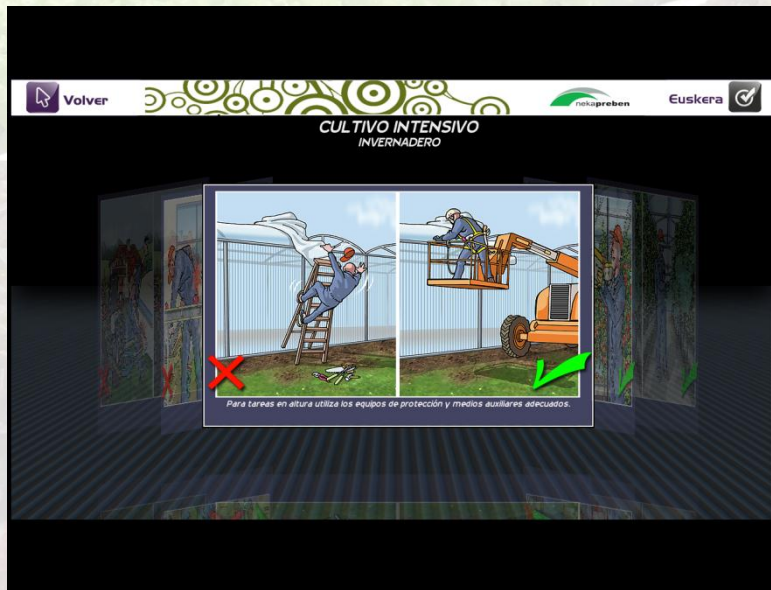 Volver
nekapreben
Euskera
CULTIVO INTENSIVO
INVERNADERO
Para tareas en altura utiliza los equipos de protección y medios auxiliares adecuados.